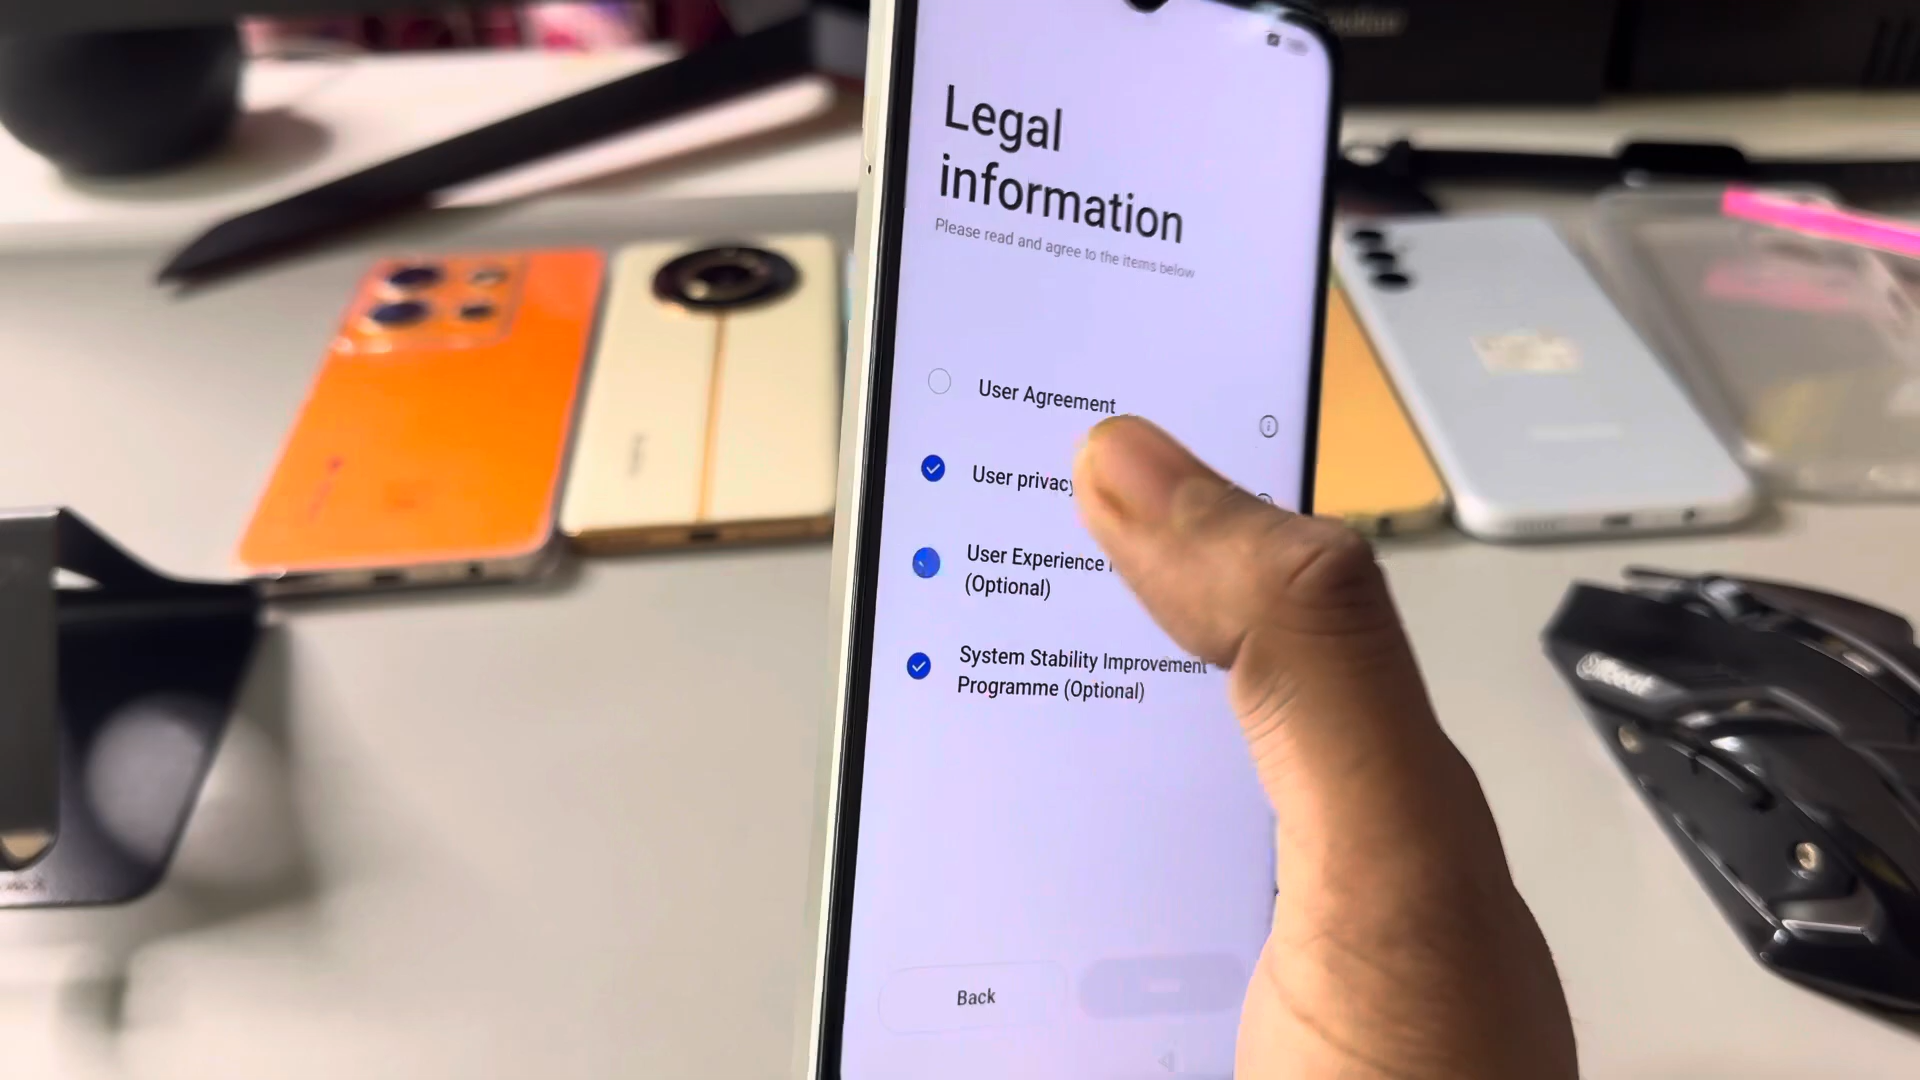 Legal
information
Please read and agree to the items below
User Agreement
User privacy
User Experience
(Optional)
System Stability Improvement
Programme (Optional)
Back